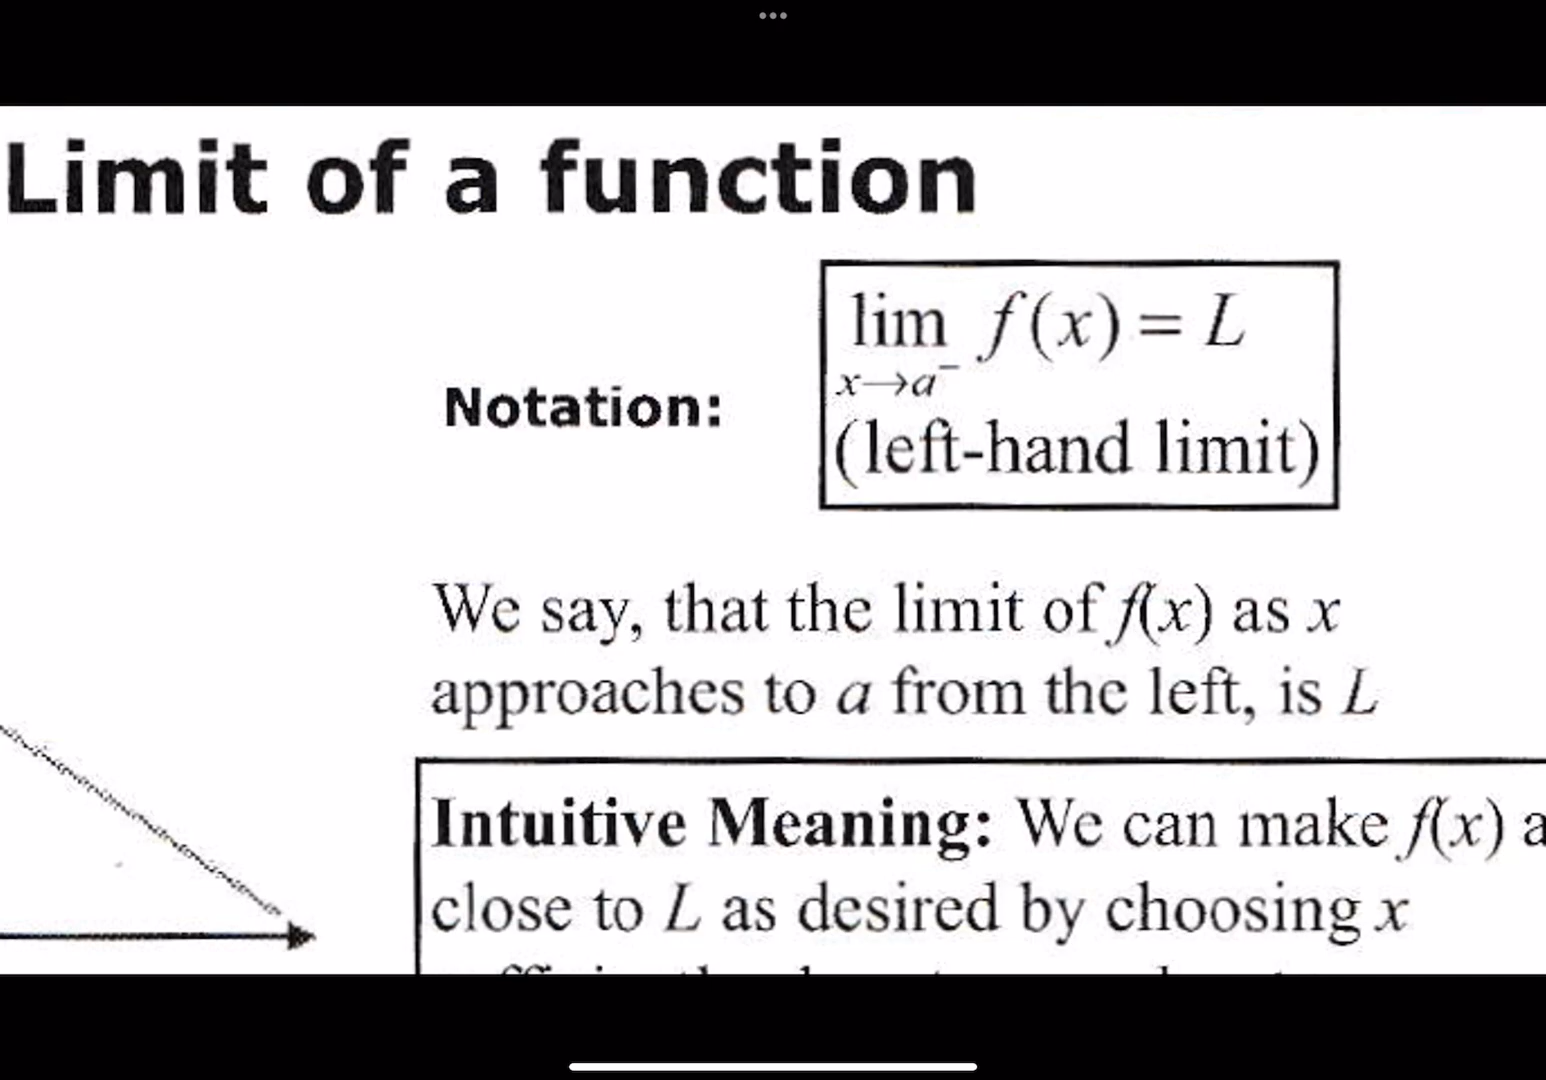 Limit of a function
lim f(x) = L
x→a⁻
Notation:
(left-hand limit)
We say, that the limit of f(x) as x
approaches to a from the left, is L
Intuitive Meaning: We can make f(x) a
close to L as desired by choosing x